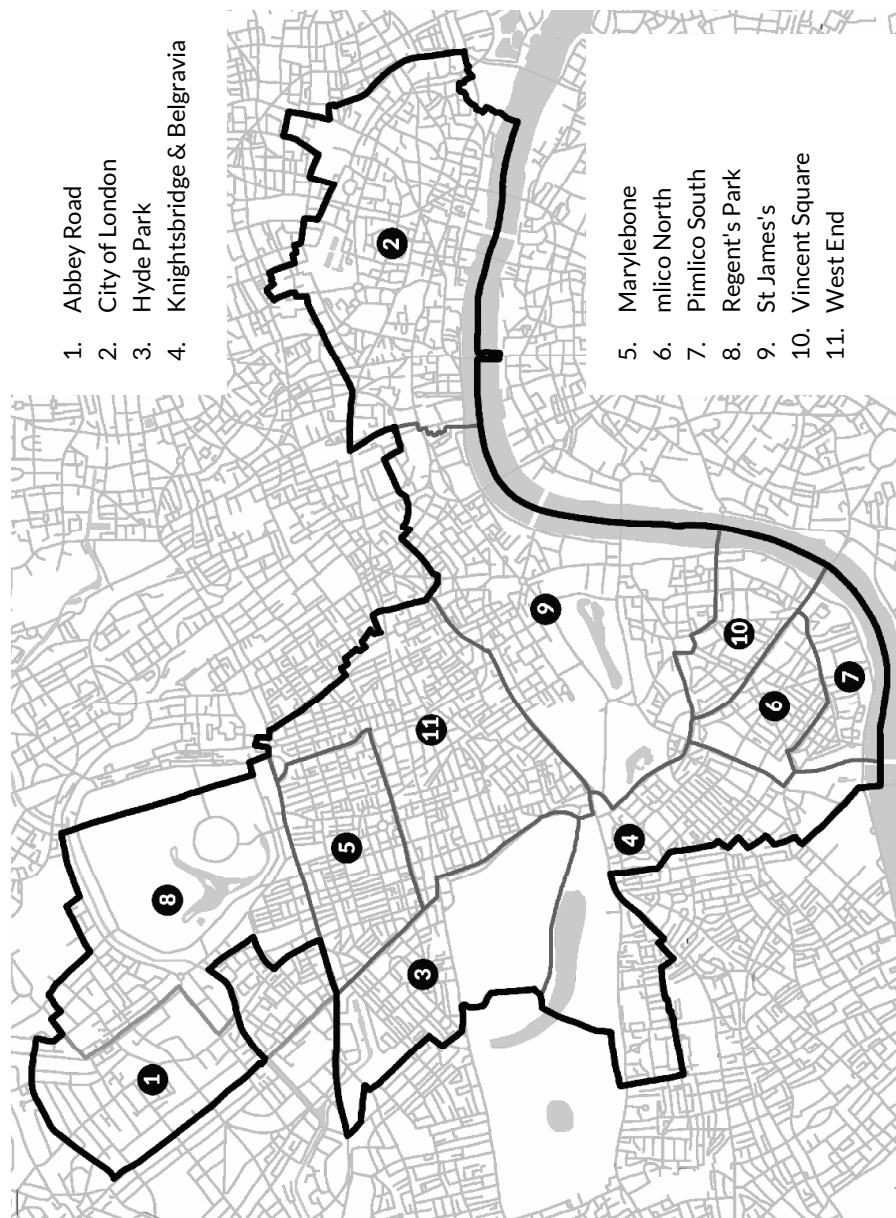 1. Abbey Road
2. City of London
3. Hyde Park
4. Knightsbridge & Belgravia
5. Marylebone
6. mlico North
7. Pimlico South
8. Regent's Park
9. St James's
10. Vincent Square
11. West End
1
2
3
4
5
6
7
8
9
10
11